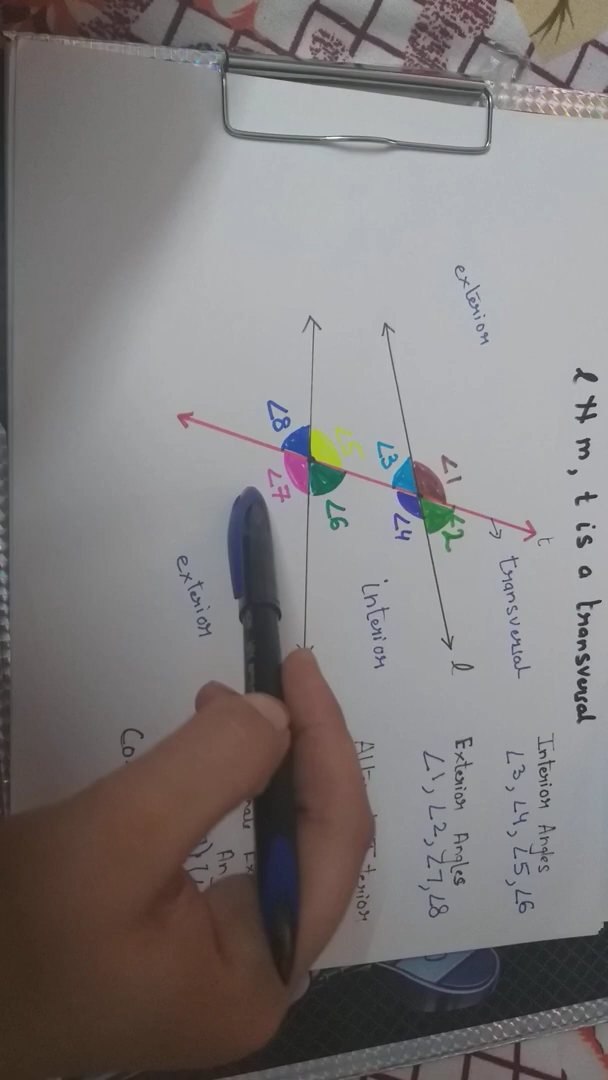 l ∦ m, t is a transversal
t
transversal
exterior
∠1
∠2
∠3
∠4
l
interior
∠5
∠6
∠8
∠7
exterior
Interior Angles
∠3, ∠4, ∠5, ∠6
Exterior Angles
∠1, ∠2, ∠7, ∠8